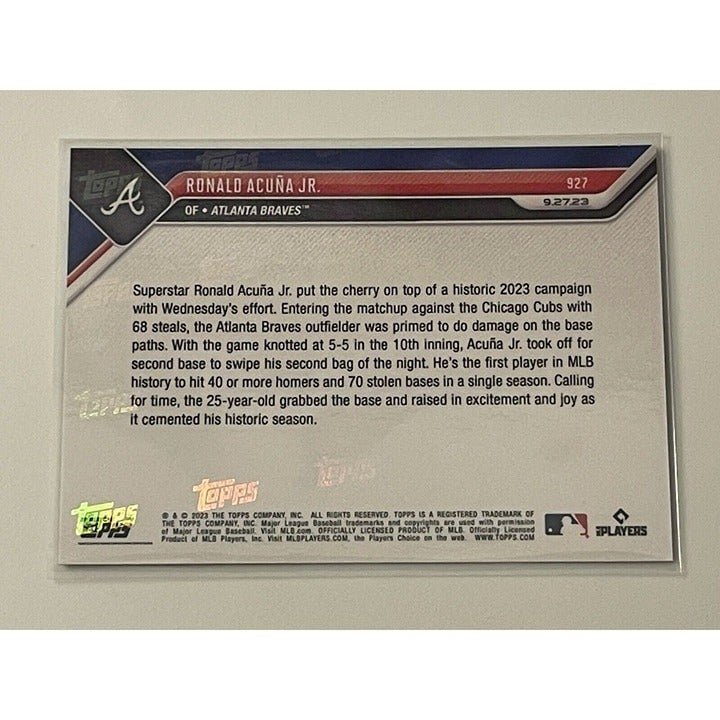 Topps
Topps
A
RONALD ACUÑA JR. 927
OF • ATLANTA BRAVES™ 9.27.23
Superstar Ronald Acuña Jr. put the cherry on top of a historic 2023 campaign
with Wednesday's effort. Entering the matchup against the Chicago Cubs with
68 steals, the Atlanta Braves outfielder was primed to do damage on the base
paths. With the game knotted at 5-5 in the 10th inning, Acuña Jr. took off for
second base to swipe his second bag of the night. He's the first player in MLB
history to hit 40 or more homers and 70 stolen bases in a single season. Calling
for time, the 25-year-old grabbed the base and raised in excitement and joy as
it cemented his historic season.
Topps
Topps
Topps
Topps
® & © 2023 THE TOPPS COMPANY, INC. ALL RIGHTS RESERVED. TOPPS IS A REGISTERED TRADEMARK OF
THE TOPPS COMPANY, INC. Major League Baseball trademarks and copyrights are used with permission
of Major League Baseball. Visit MLB.com. OFFICIALLY LICENSED PRODUCT OF MLB. Officially Licensed
Product of MLB Players, Inc. Visit MLBPLAYERS.COM, the Players Choice on the web. WWW.TOPPS.COM
PLAYERS